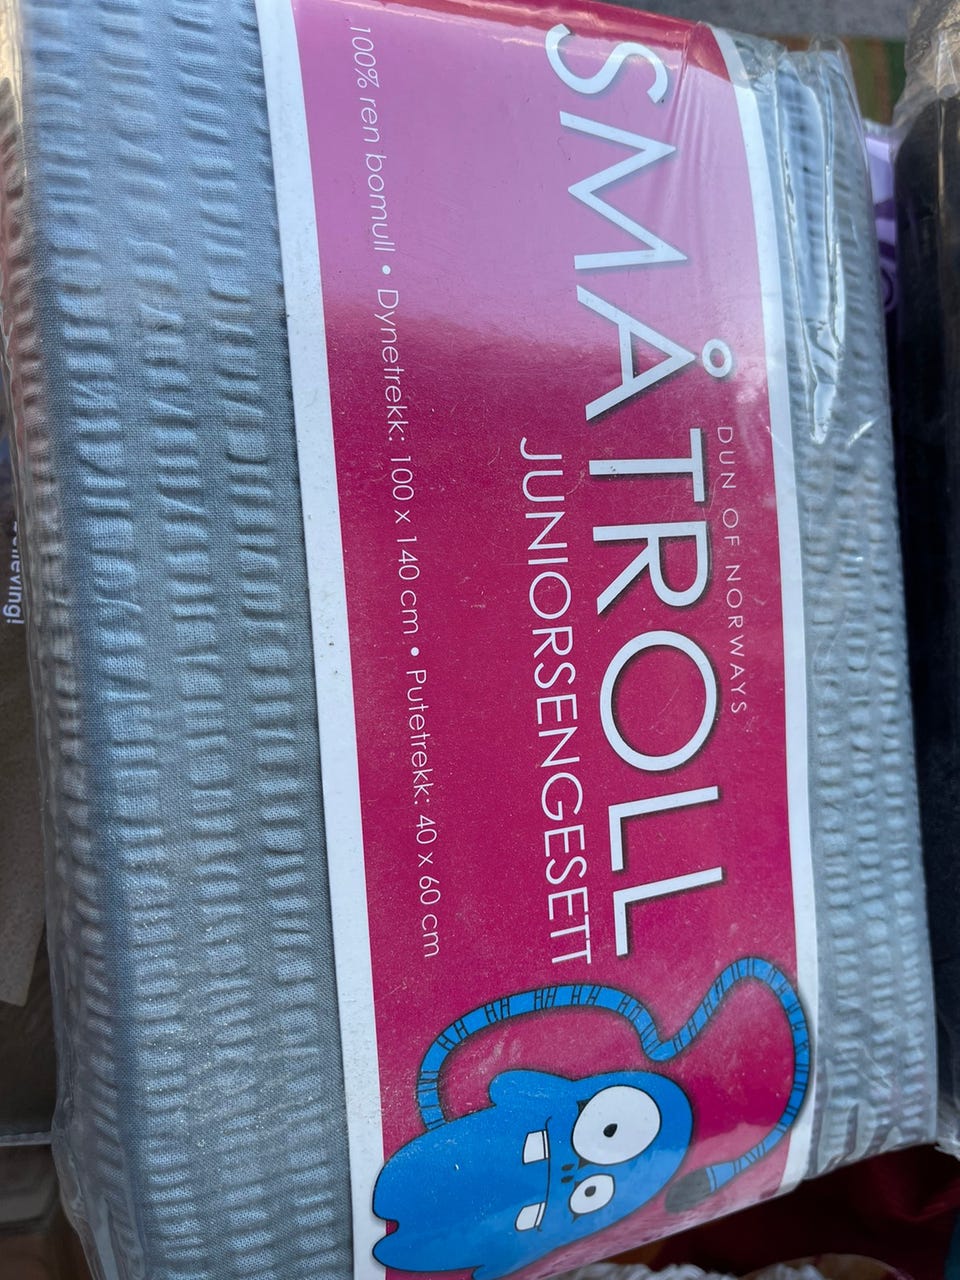 DUN OF NORWAYS
SMÅTROLL
JUNIORSENGESETT
100% ren bomull • Dynetrekk: 100 x 140 cm • Putetrekk: 40 x 60 cm